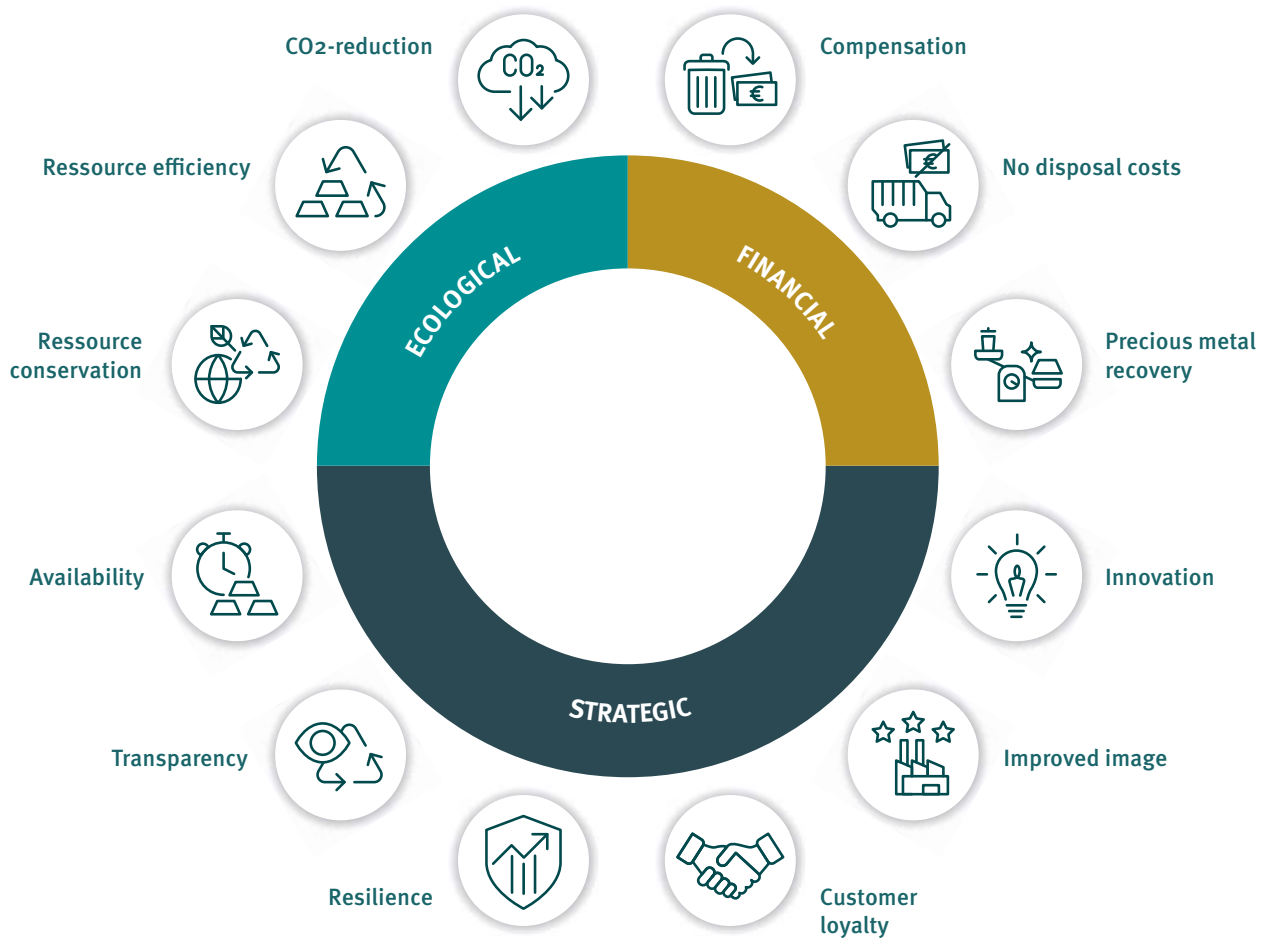 CO2-reduction
CO2
Compensation
€
Ressource efficiency
No disposal costs
€
ECOLOGICAL
FINANCIAL
Ressource
conservation
Precious metal
recovery
Availability
Innovation
STRATEGIC
Transparency
Improved image
Resilience
Customer
loyalty